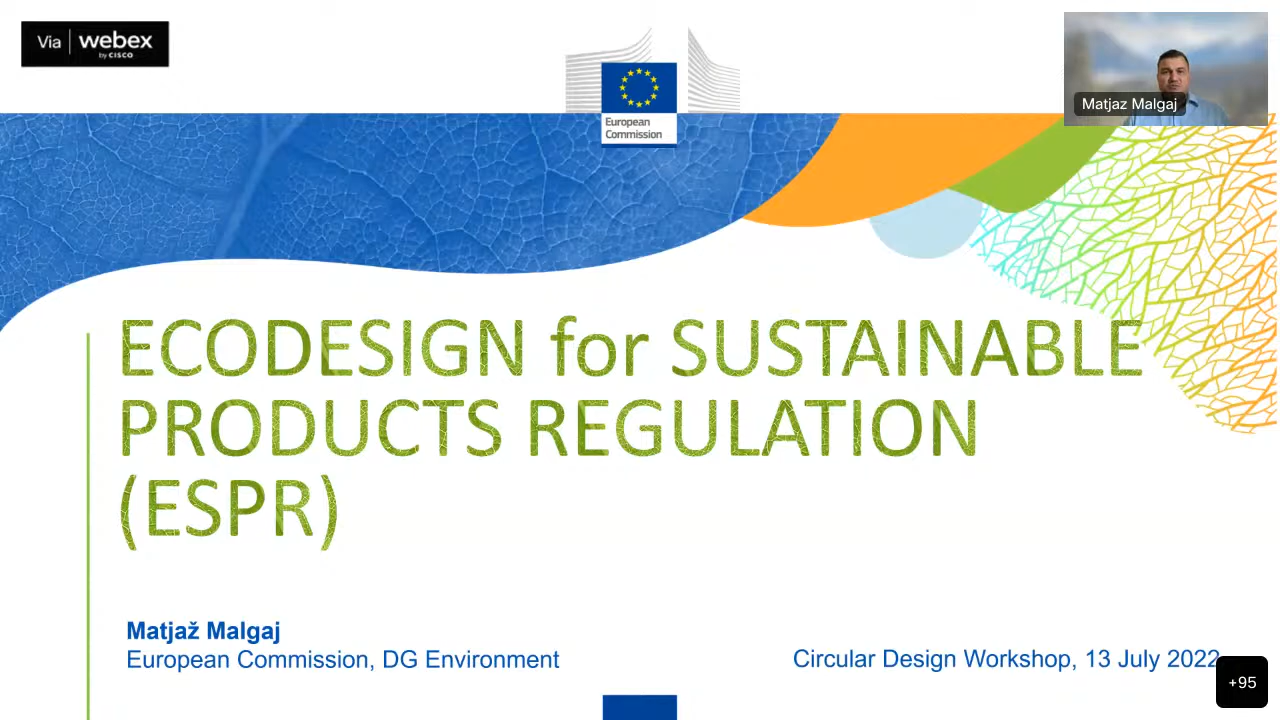 Via webex
by CISCO
Matjaz Malgaj
European
Commission
ECODESIGN for SUSTAINABLE
PRODUCTS REGULATION
(ESPR)
Matjaž Malgaj
European Commission, DG Environment
Circular Design Workshop, 13 July 2022
+95